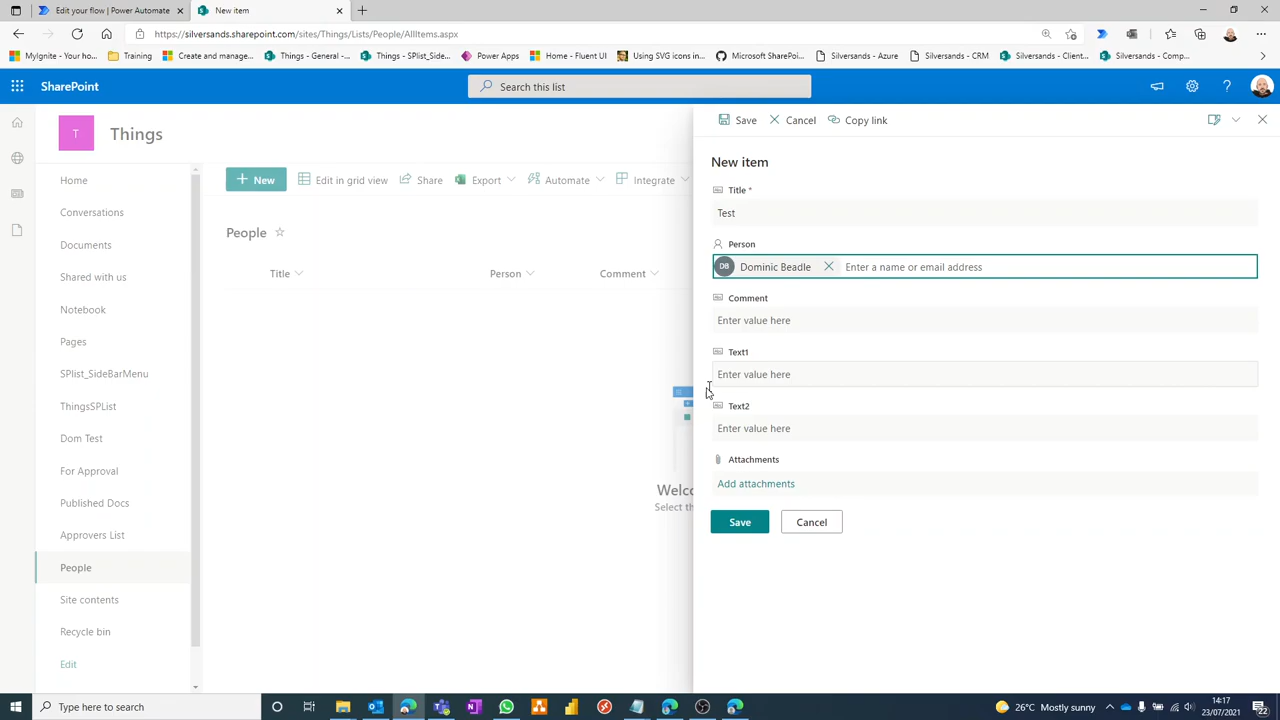 Edit your flow | Power Automate
New item
https://silversands.sharepoint.com/sites/Things/Lists/People/AllItems.aspx
MyIgnite - your ho...
Training
Create and manage...
Things - General -...
Things - SPlist_Side...
Power Apps
Home - Fluent UI
Using SVG icons in...
Microsoft SharePo...
Silversands - Azure
Silversands - CRM
Silversands - Client...
Silversands - Comp...
SharePoint
Search this list
T
Things
Save
Cancel
Copy link
Home
Conversations
Documents
Shared with us
Notebook
Pages
SPlist_SideBarMenu
ThingsSPList
Dom Test
For Approval
Published Docs
Approvers List
People
Site contents
Recycle bin
Edit
New
Edit in grid view
Share
Export
Automate
Integrate
People
Title
Person
Comment
Welco
Select th
New item
Title *
Test
Person
DB
Dominic Beadle
Enter a name or email address
Comment
Enter value here
Text1
Enter value here
Text2
Enter value here
Attachments
Add attachments
Save
Cancel
Type here to search
26°C Mostly sunny
14:17
23/07/2021